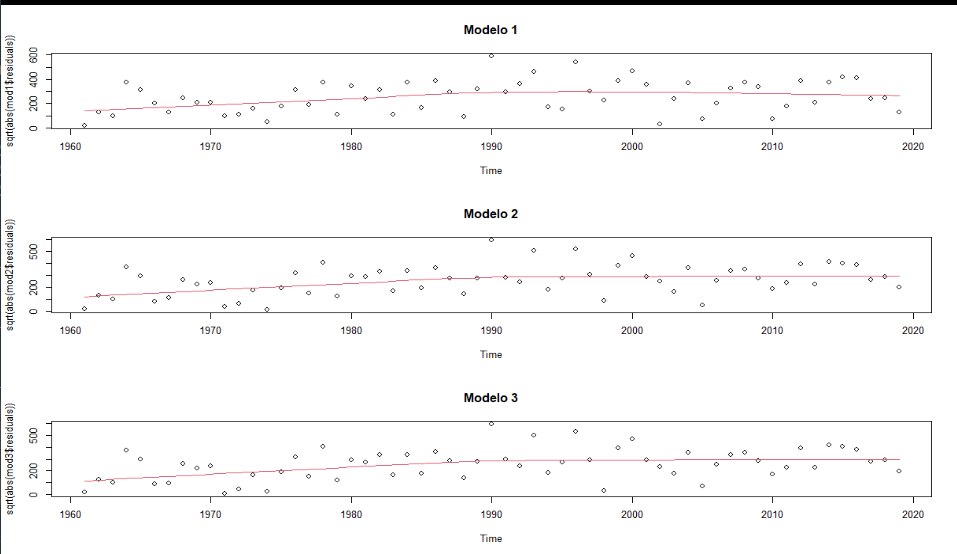 Modelo 1
sqrt(abs(mod1$residuals))
600
400
200
0
1960 1970 1980 1990 2000 2010 2020
Time
Modelo 2
sqrt(abs(mod2$residuals))
500
200
0
1960 1970 1980 1990 2000 2010 2020
Time
Modelo 3
sqrt(abs(mod3$residuals))
500
200
0
1960 1970 1980 1990 2000 2010 2020
Time